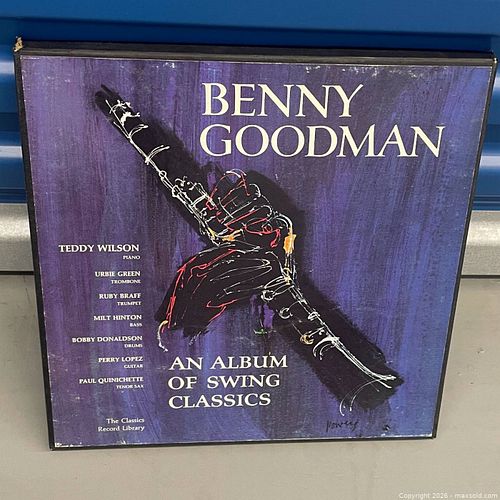 BENNY
GOODMAN
TEDDY WILSON
PIANO
URBIE GREEN
TROMBONE
RUBY BRAFF
TRUMPET
MILT HINTON
BASS
BOBBY DONALDSON
DRUMS
PERRY LOPEZ
GUITAR
PAUL QUINICHETTE
TENOR SAX
AN ALBUM
OF SWING
CLASSICS
The Classics
Record Library
Powers
Copyright 2026 - maxsold.com